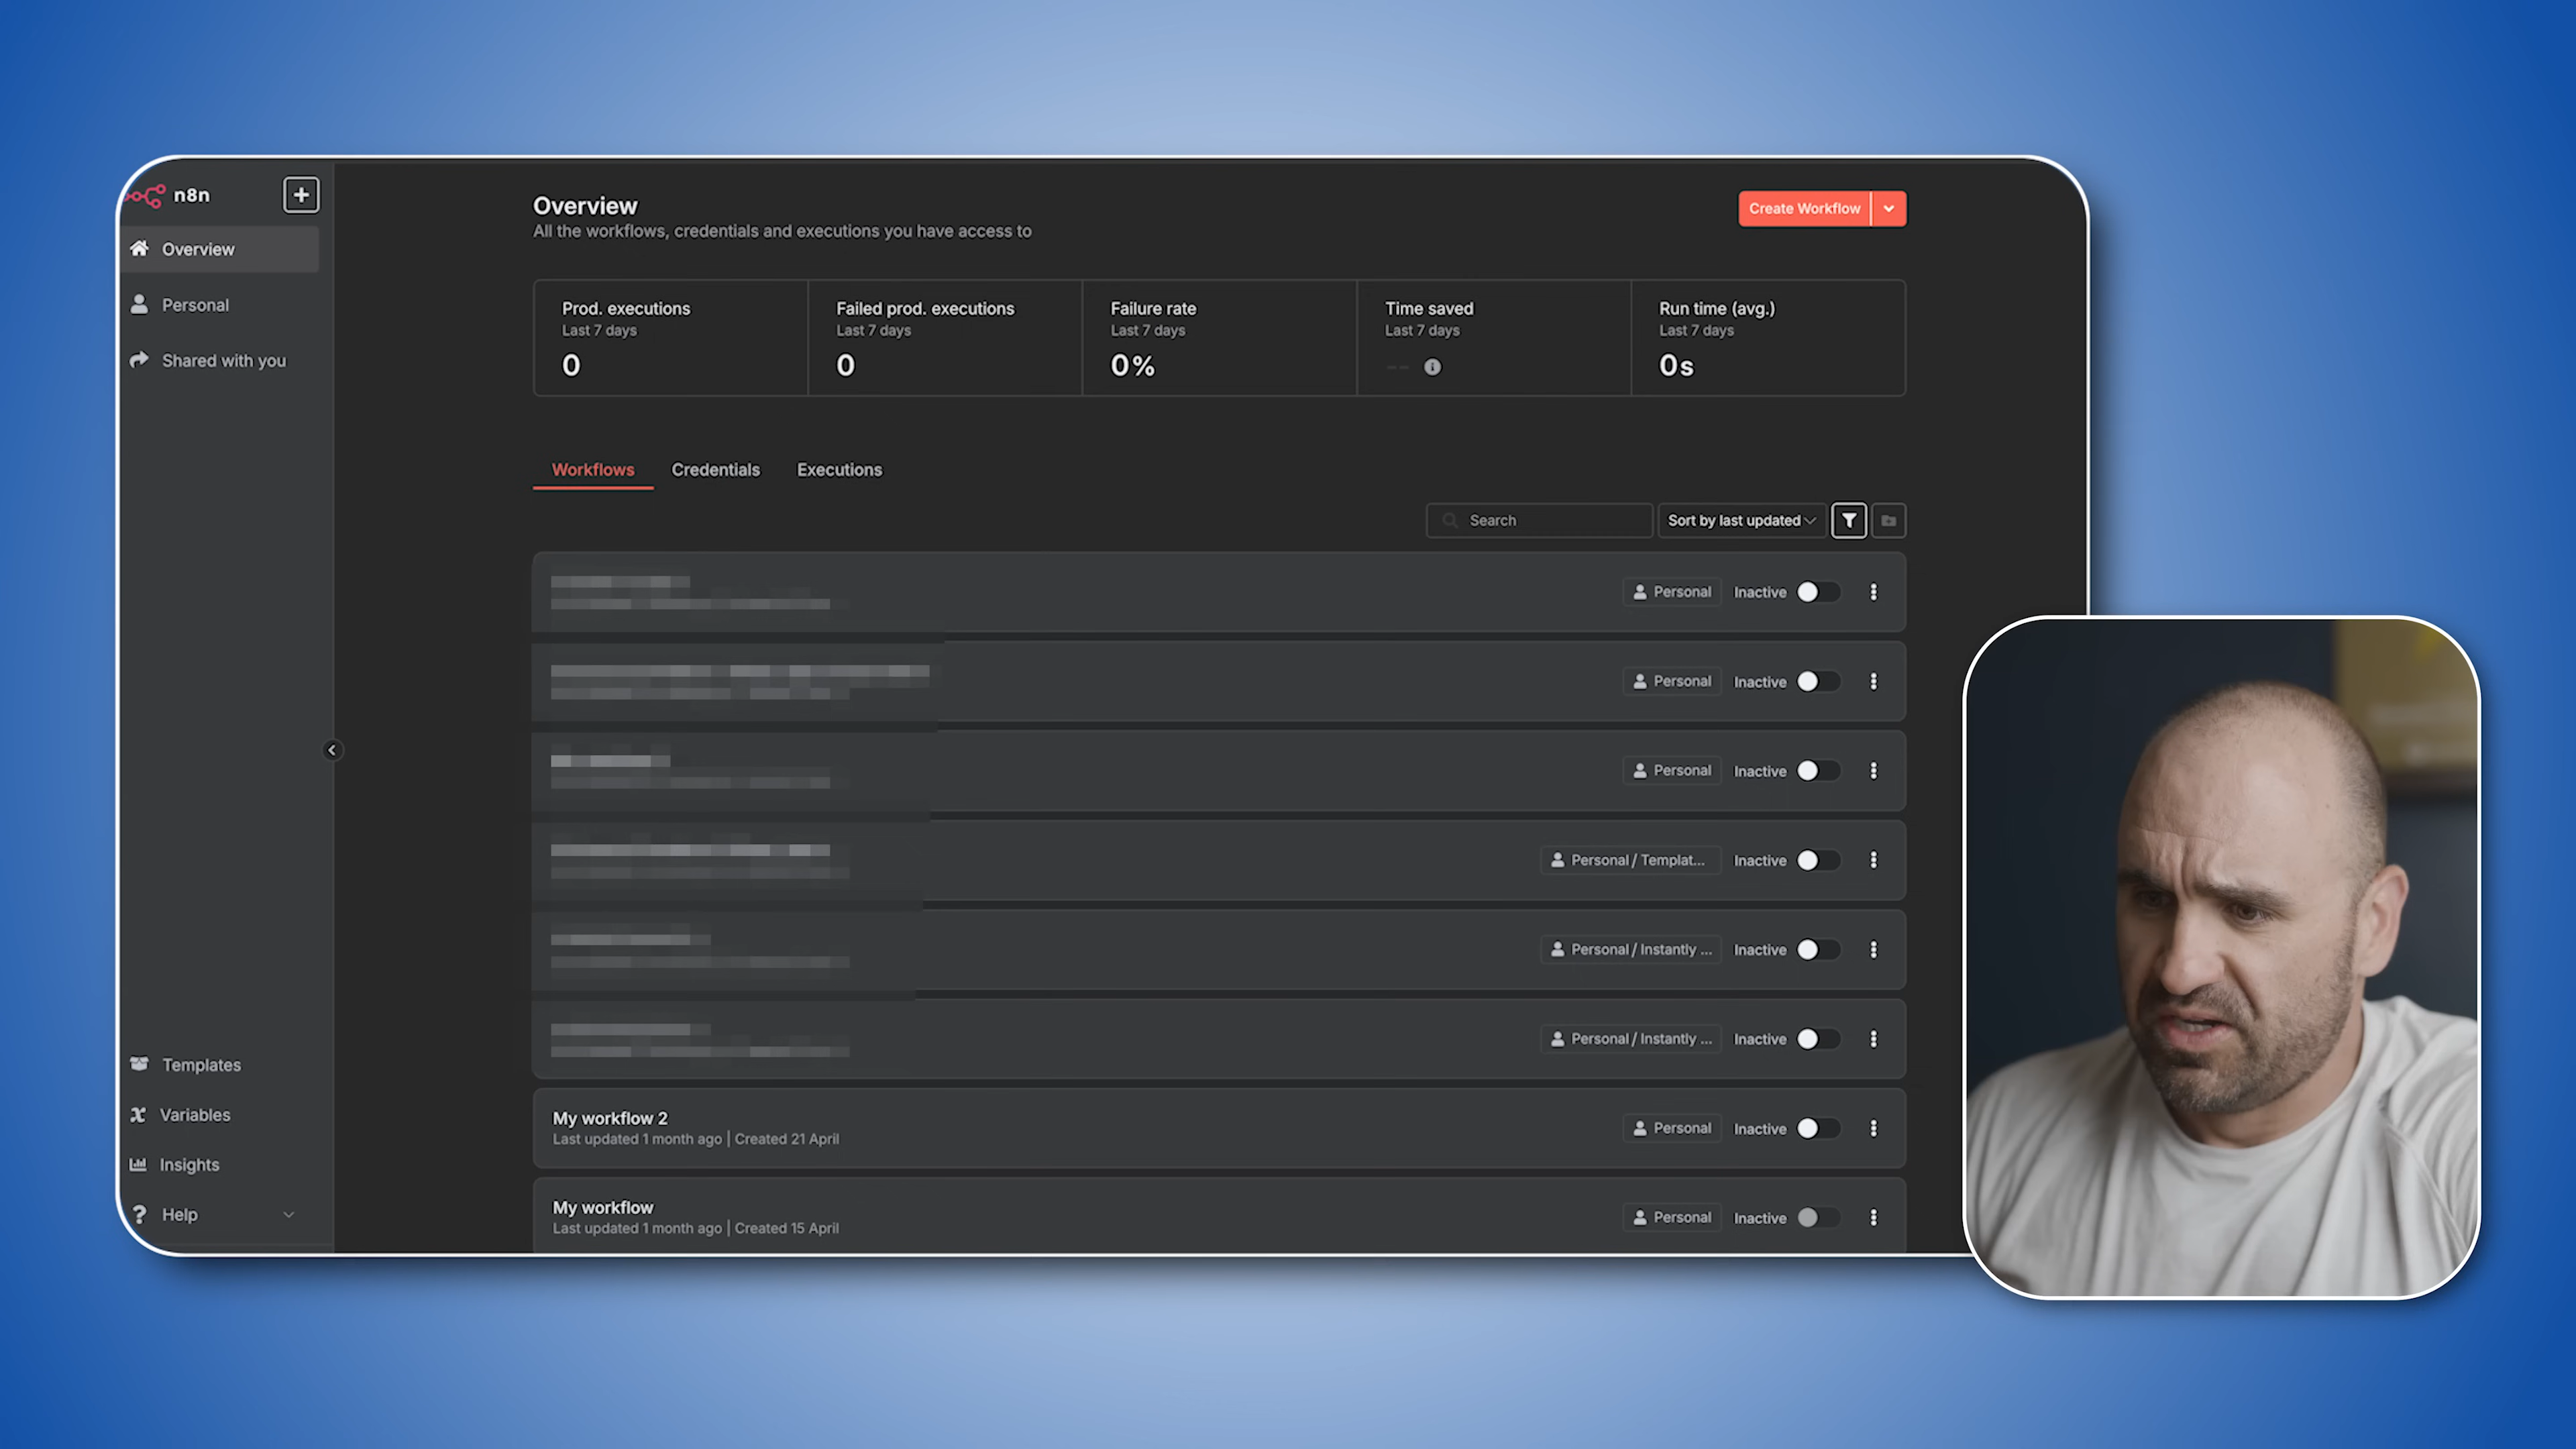 n8n
Overview
Personal
Shared with you
Templates
Variables
Insights
Help
Overview
All the workflows, credentials and executions you have access to
Create Workflow
Prod. executions
Last 7 days
0
Failed prod. executions
Last 7 days
0
Failure rate
Last 7 days
0%
Time saved
Last 7 days
--
Run time (avg.)
Last 7 days
0s
Workflows Credentials Executions
Search
Sort by last updated
Personal Inactive
Personal Inactive
Personal Inactive
Personal / Templat... Inactive
Personal / Instantly ... Inactive
Personal / Instantly ... Inactive
My workflow 2
Last updated 1 month ago | Created 21 April
Personal Inactive
My workflow
Last updated 1 month ago | Created 15 April
Personal Inactive